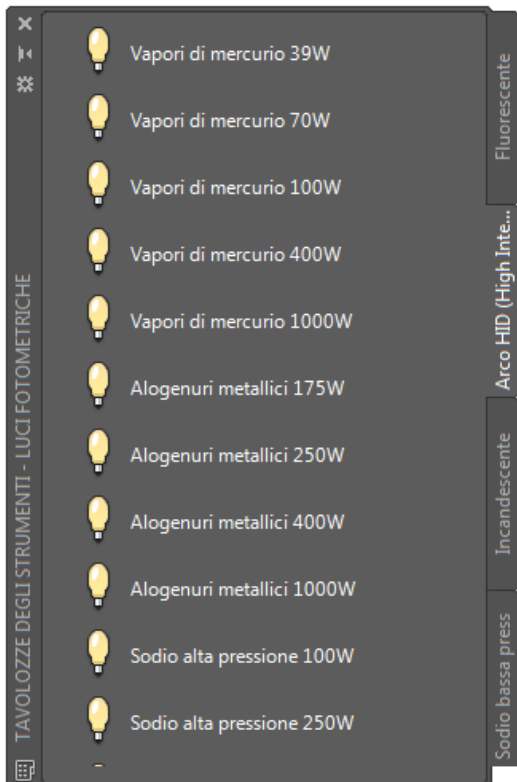 Vapori di mercurio 39W
Vapori di mercurio 70W
Vapori di mercurio 100W
Vapori di mercurio 400W
Vapori di mercurio 1000W
Alogenuri metallici 175W
Alogenuri metallici 250W
Alogenuri metallici 400W
Alogenuri metallici 1000W
Sodio alta pressione 100W
Sodio alta pressione 250W
Fluorescente
Arco HID (High Inte...
Incandescente
Sodio bassa press
TAVOLOZZE DEGLI STRUMENTI - LUCI FOTOMETRICHE